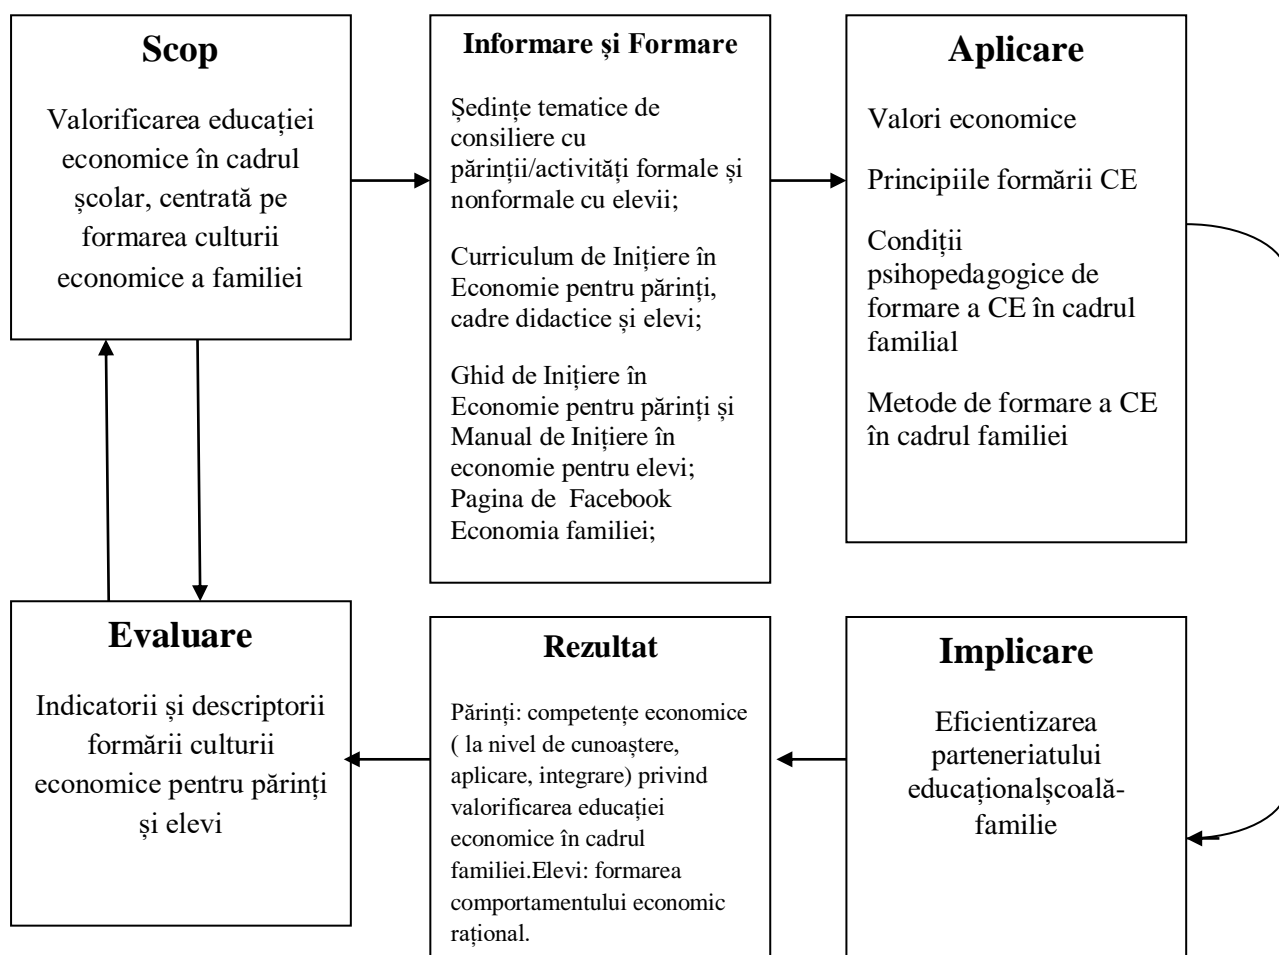 Scop
Valorificarea educației
economice în cadrul
școlar, centrată pe
formarea culturii
economice a familiei
Informare și Formare
Ședințe tematice de
consiliere cu
părinții/activități formale și
nonformale cu elevii;
Curriculum de Inițiere în
Economie pentru părinți,
cadre didactice și elevi;
Ghid de Inițiere în
Economie pentru părinți și
Manual de Inițiere în
economie pentru elevi;
Pagina de Facebook
Economia familiei;
Aplicare
Valori economice
Principiile formării CE
Condiții
psihopedagogice de
formare a CE în cadrul
familial
Metode de formare a CE
în cadrul familiei
Evaluare
Indicatorii și descriptorii
formării culturii
economice pentru părinți
și elevi
Rezultat
Părinți: competențe economice
( la nivel de cunoaștere,
aplicare, integrare) privind
valorificarea educației
economice în cadrul
familiei.Elevi: formarea
comportamentului economic
rațional.
Implicare
Eficientizarea
parteneriatului
educaționalșcoală-
familie